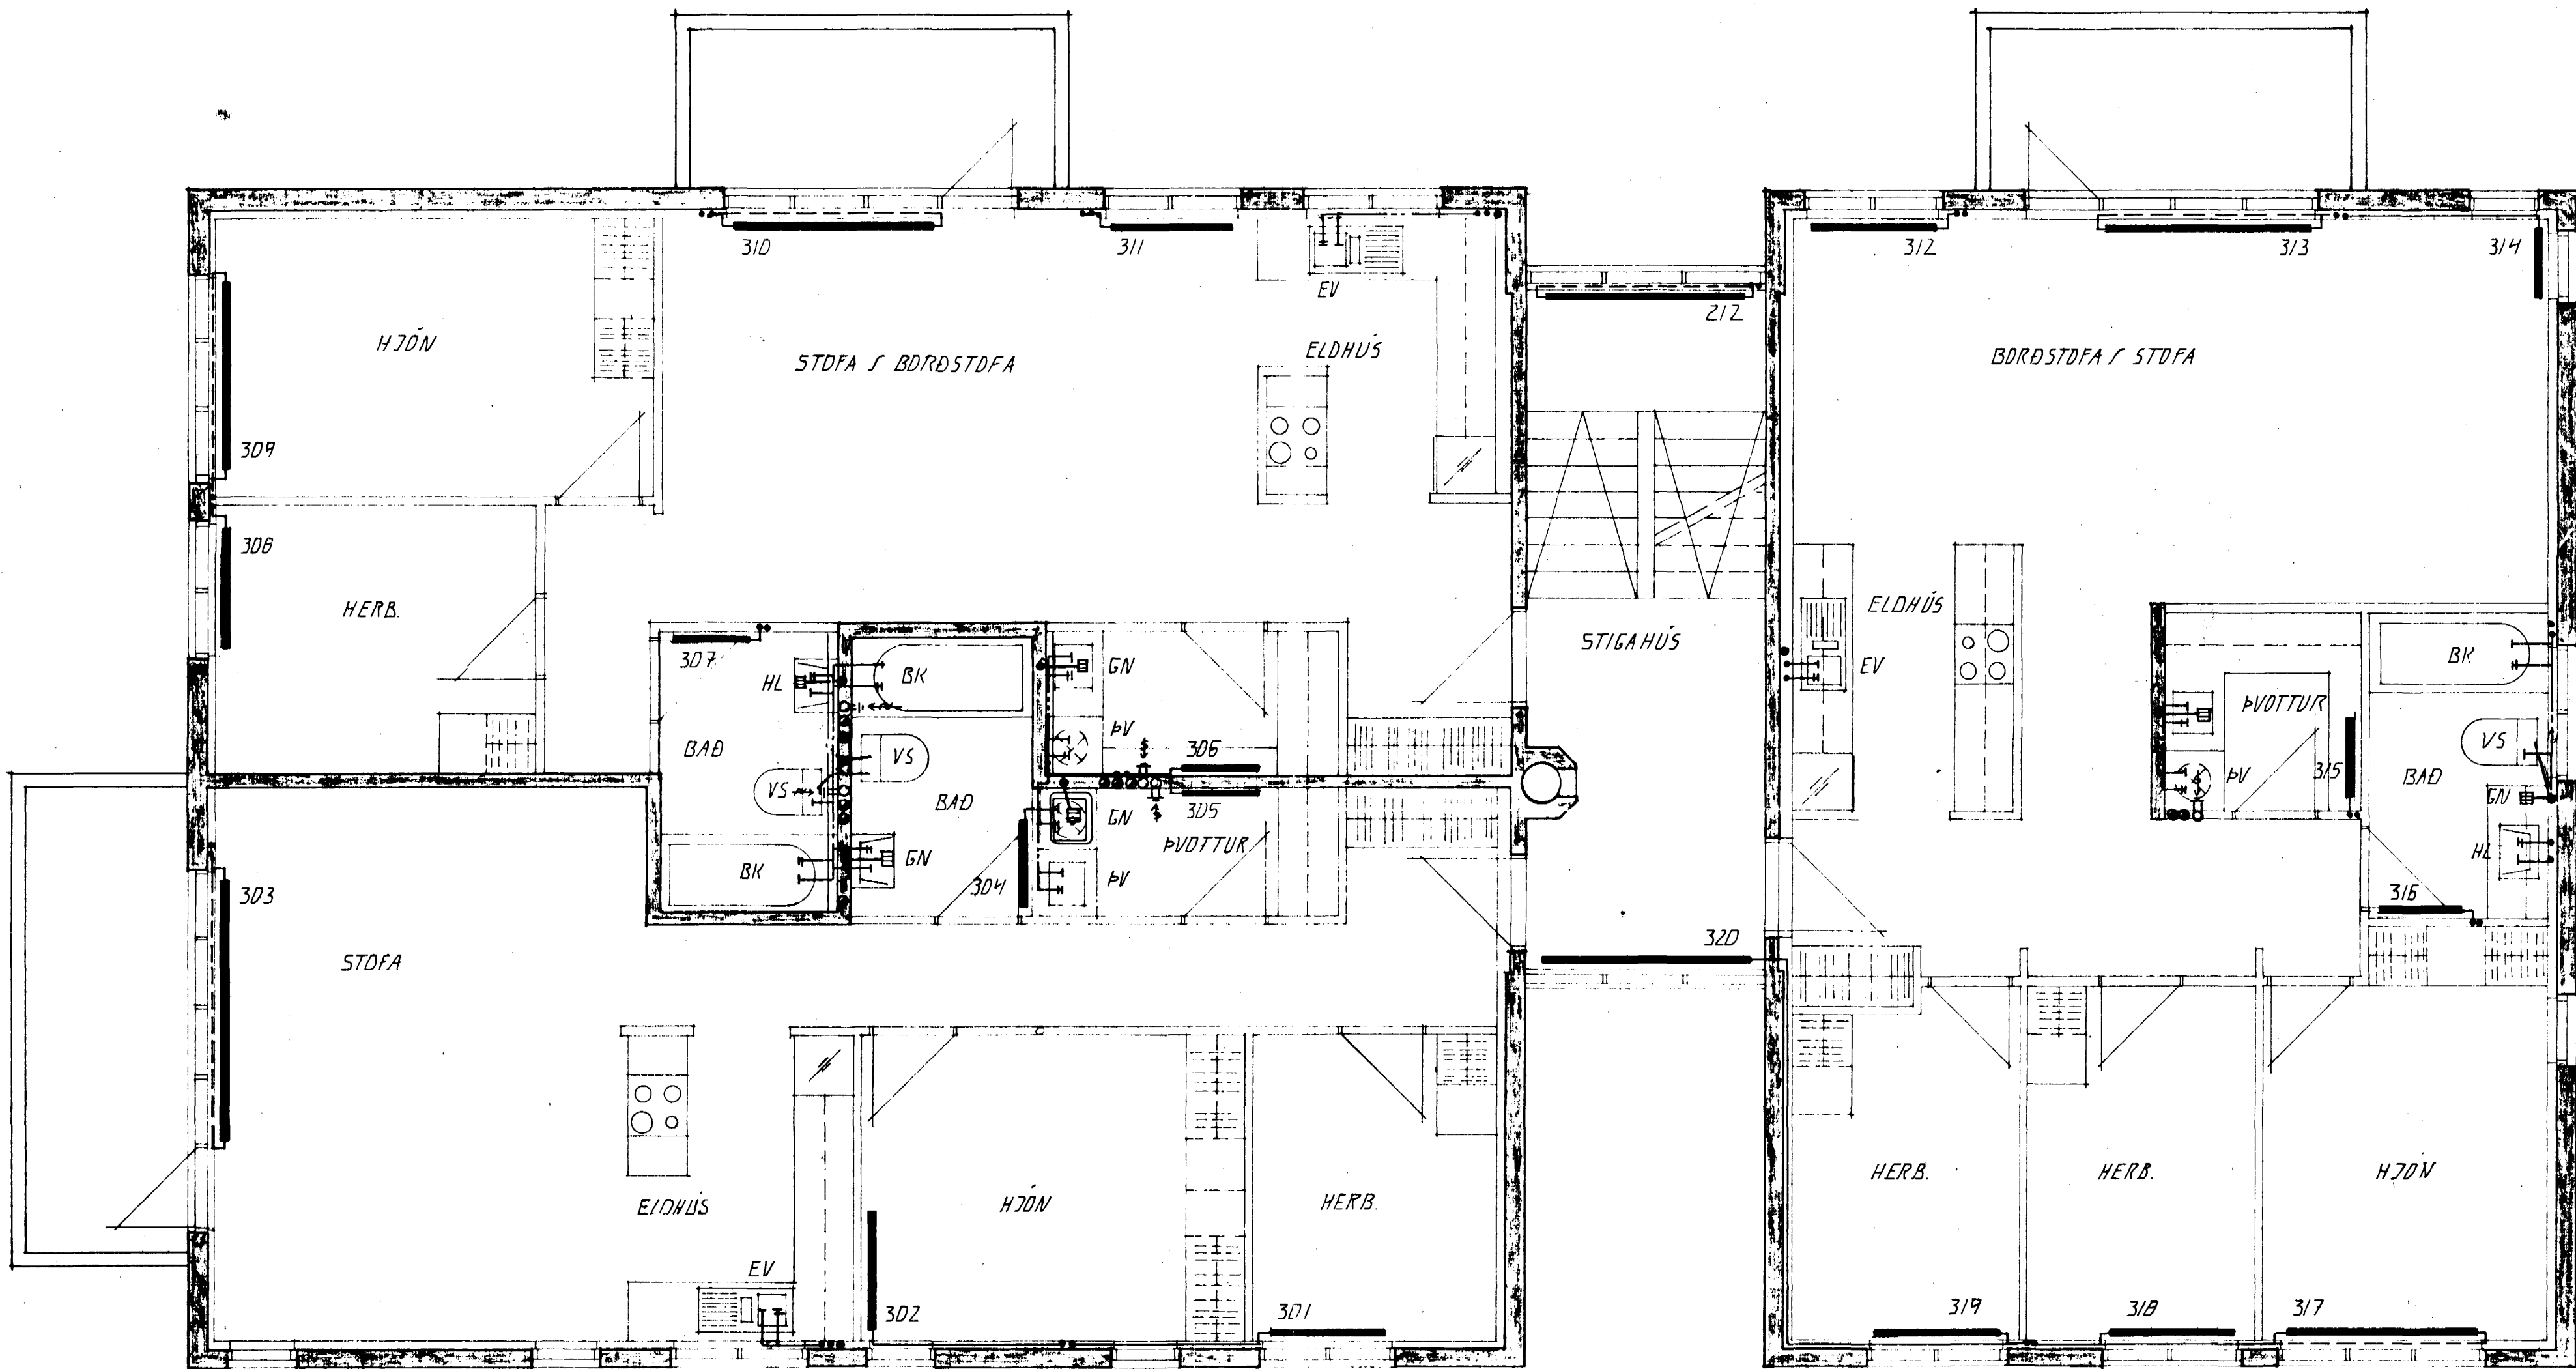 310
311
EV
212
312
313
314
HJÓN
STOFA / BORÐSTOFA
ELDHÚS
BORÐSTOFA / STOFA
309
308
HERB.
ELDHÚS
STIGAHÚS
EV
307
HL
BK
GN
BK
ÞVOTTUR
BAÐ
VS
ÞV
306
VS
VS
BAÐ
GN
305
ÞVOTTUR
ÞV
315
BAÐ
GN
BK
GN
304
ÞV
HL
303
316
STOFA
320
ELDHÚS
HJÓN
HERB.
HERB.
HERB.
HJÓN
EV
302
301
319
318
317